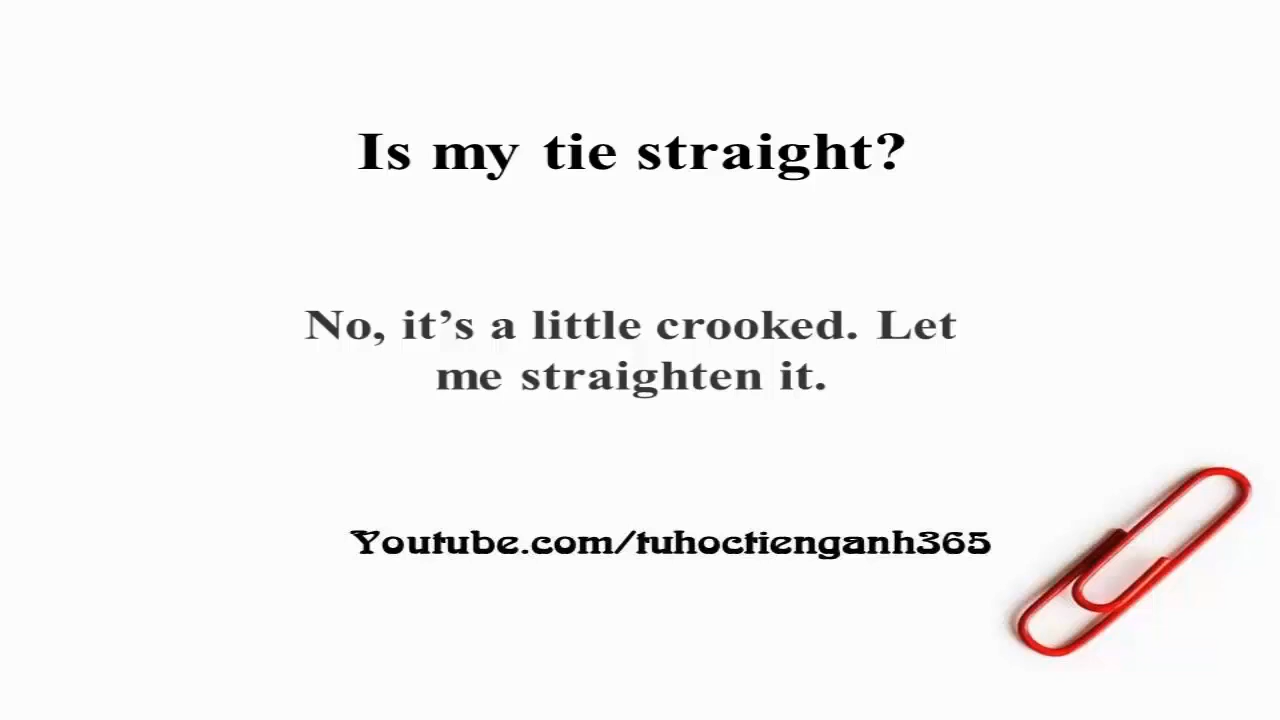 Is my tie straight?
No, it’s a little crooked. Let
me straighten it.
Youtube.com/tuhoctienganh365